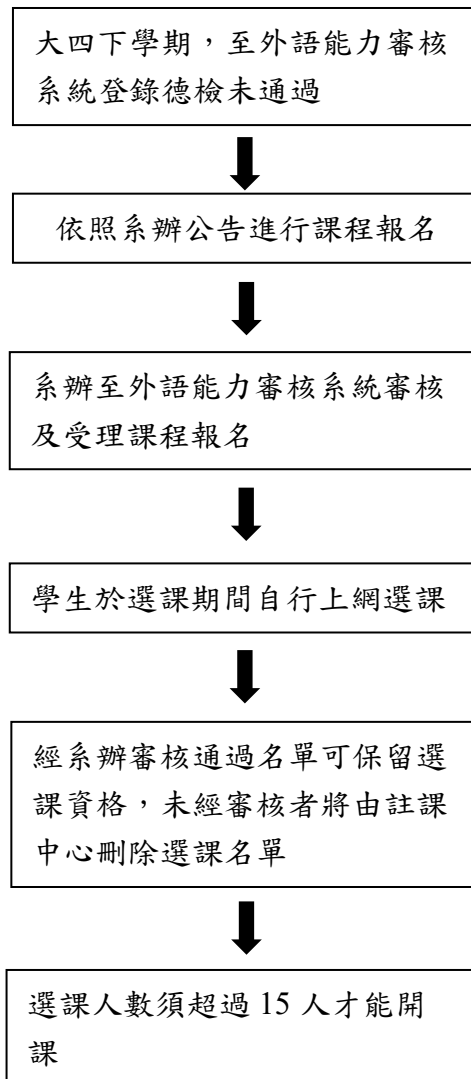 大四下學期，至外語能力審核
系統登錄德檢未通過
依照系辦公告進行課程報名
系辦至外語能力審核系統審核
及受理課程報名
學生於選課期間自行上網選課
經系辦審核通過名單可保留選
課資格，未經審核者將由註課
中心刪除選課名單
選課人數須超過 15 人才能開
課